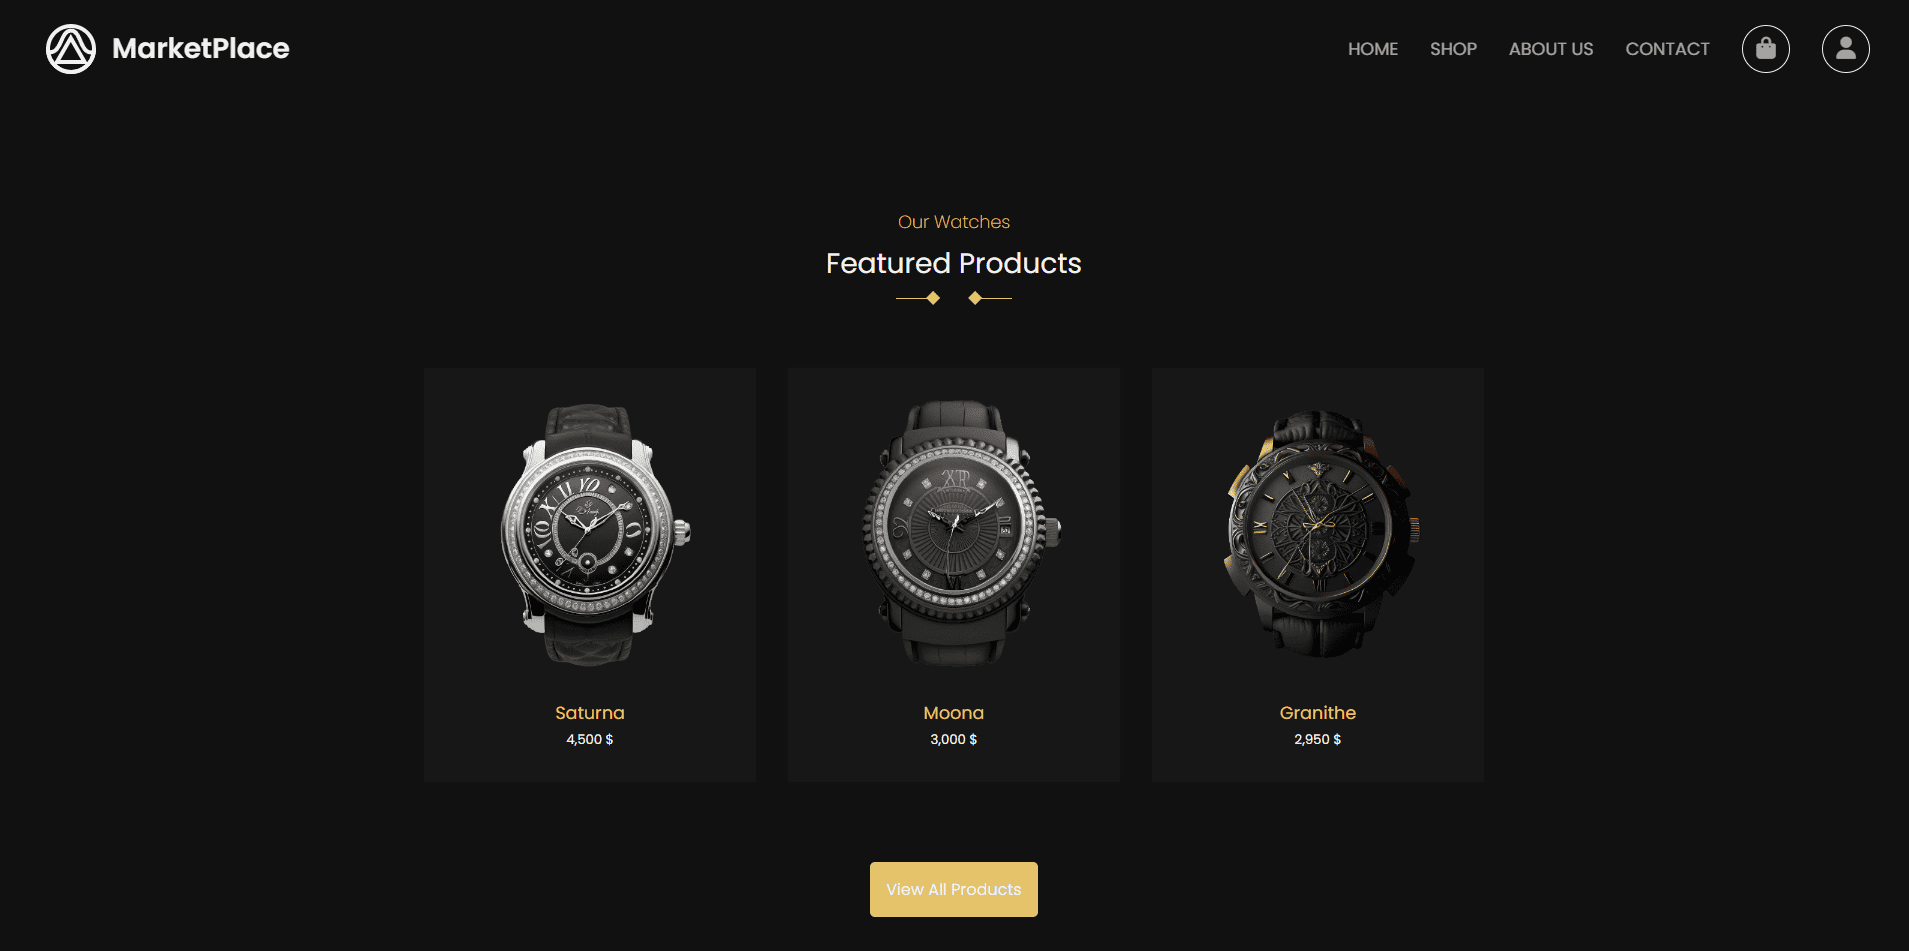 MarketPlace
HOME SHOP ABOUT US CONTACT
Our Watches
Featured Products
Saturna
4,500 $
Moona
3,000 $
Granithe
2,950 $
View All Products